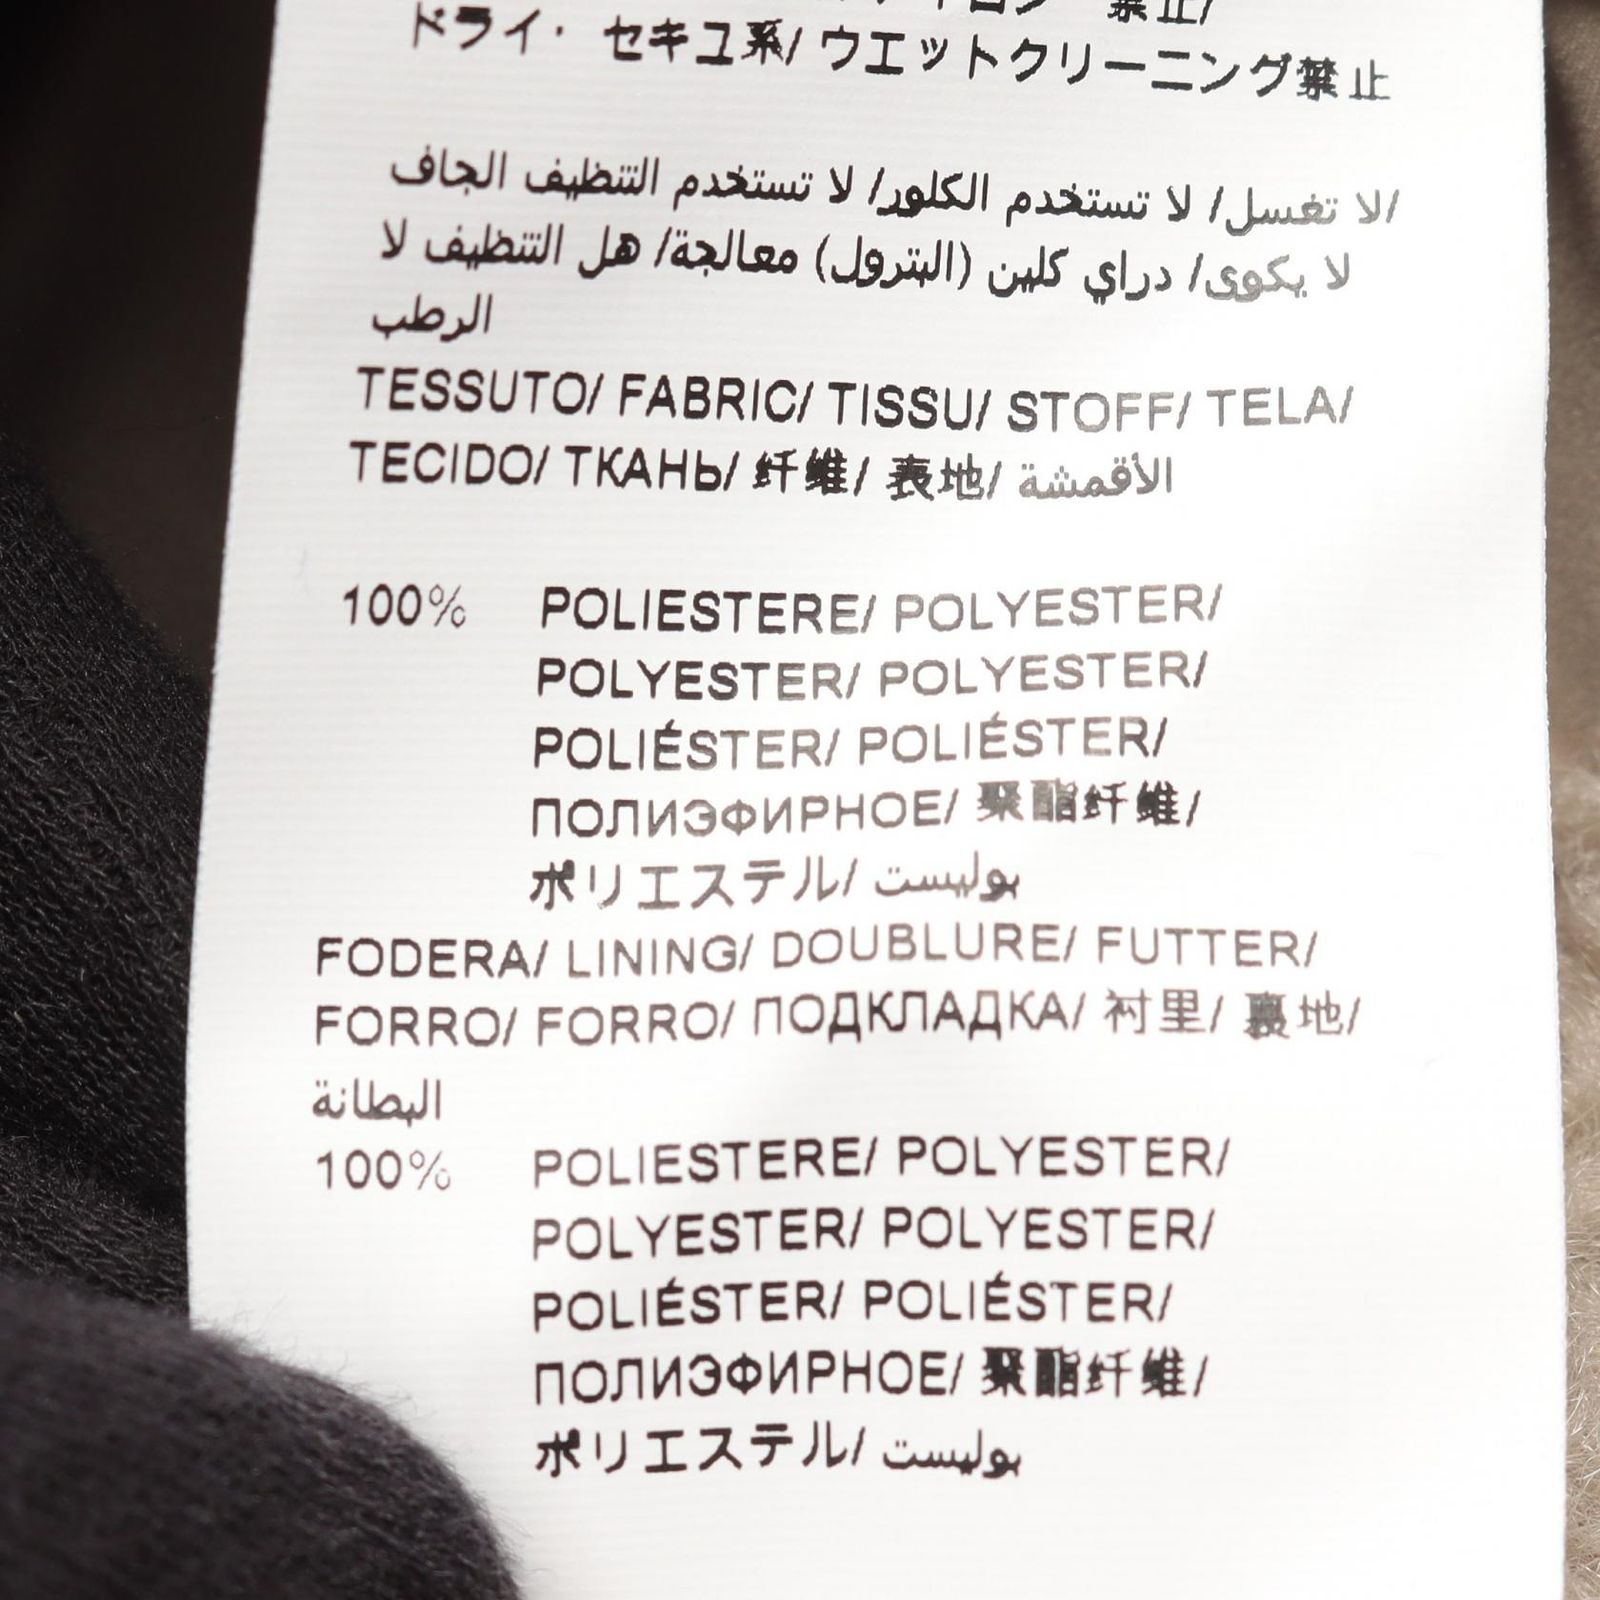 禁止/
ドライ・セキユ系/ ウエットクリーニング禁止
/لا تغسل/ لا تستخدم الكلور/ لا تستخدم التنظيف الجاف
لا يكوى/ دراي كلين (البترول) معالجة/ هل التنظيف لا
الرطب
TESSUTO/ FABRIC/ TISSU/ STOFF/ TELA/
TECIDO/ ТКАНЬ/ 纤维/ 表地/ الأقمشة
100% POLIESTERE/ POLYESTER/
POLYESTER/ POLYESTER/
POLIÉSTER/ POLIÉSTER/
ПОЛИЭФИРНОЕ/ 聚酯纤维/
ポリエステル/ بوليست
FODERA/ LINING/ DOUBLURE/ FUTTER/
FORRO/ FORRO/ ПОДКЛАДКА/ 衬里/ 裏地/
البطانة
100% POLIESTERE/ POLYESTER/
POLYESTER/ POLYESTER/
POLIÉSTER/ POLIÉSTER/
ПОЛИЭФИРНОЕ/ 聚酯纤维/
ポリエステル/ بوليست